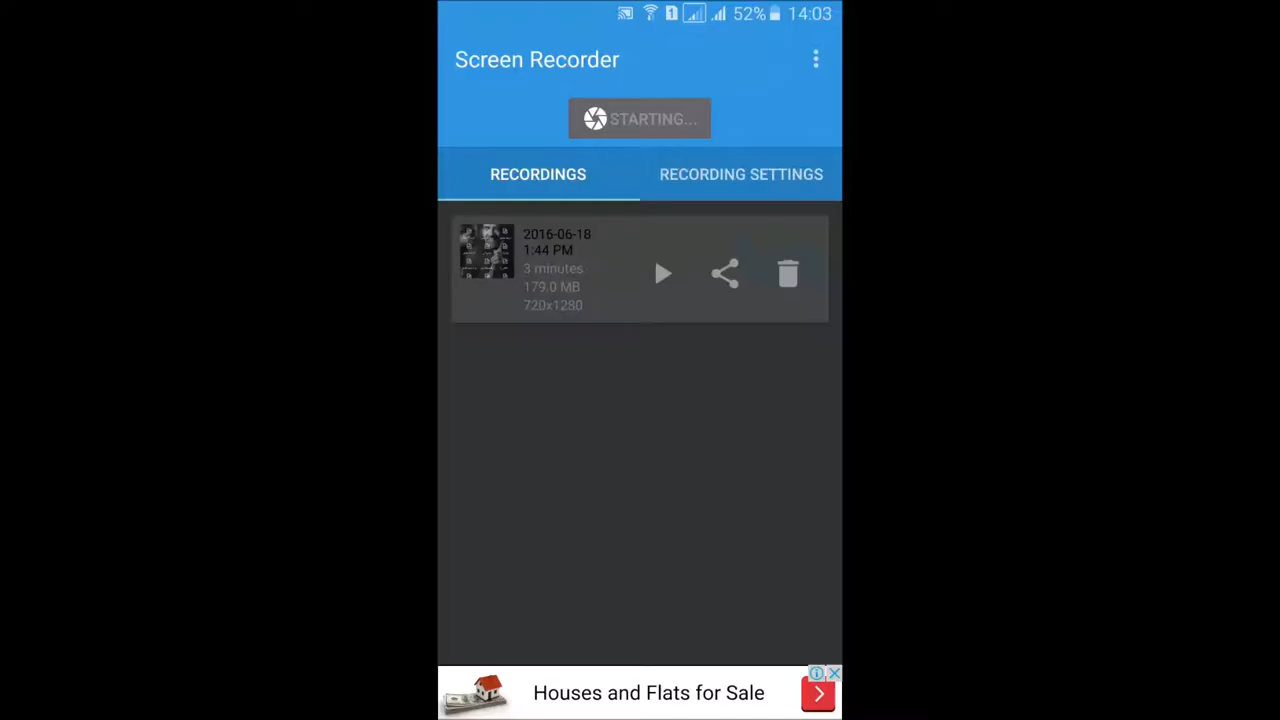 1 52% 14:03
Screen Recorder
STARTING...
RECORDINGS RECORDING SETTINGS
2016-06-18
1:44 PM
3 minutes
179.0 MB
720x1280
Houses and Flats for Sale